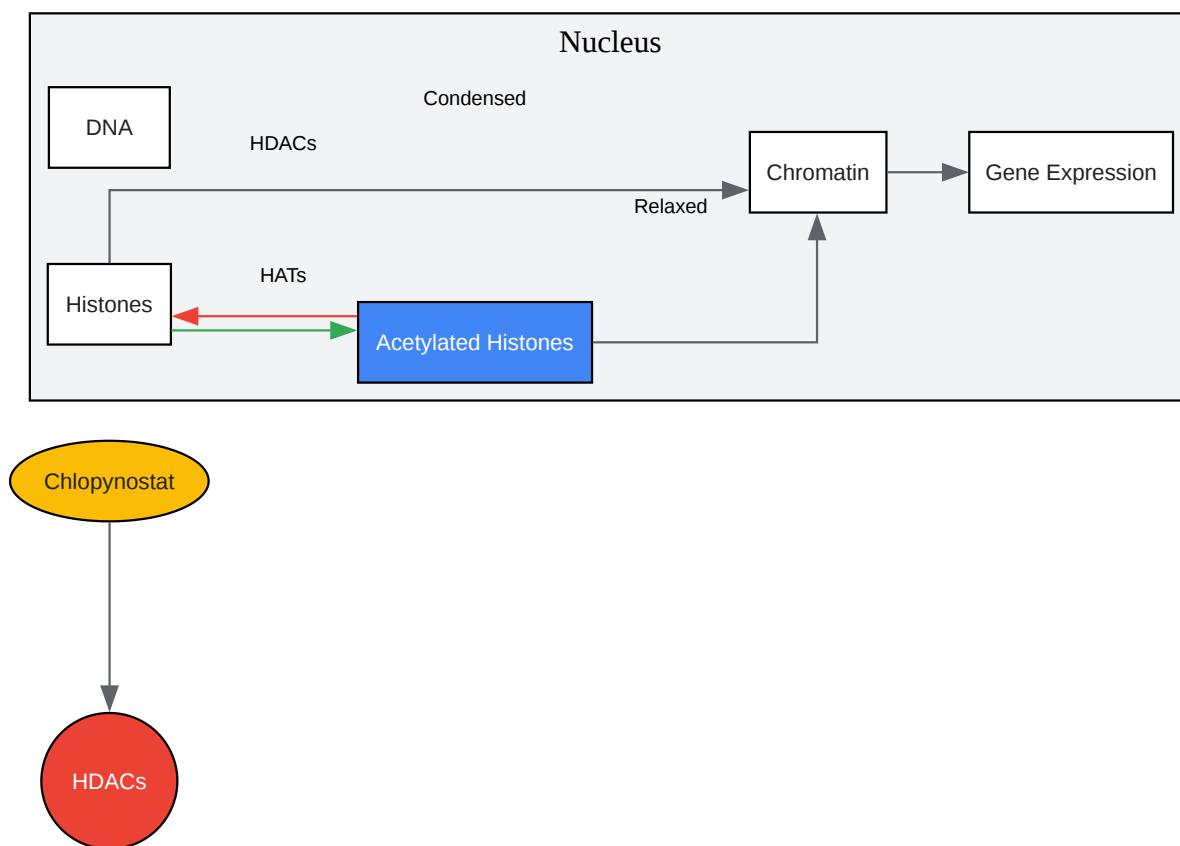 Nucleus
DNA
Condensed
HDACs
Chromatin
Gene Expression
Relaxed
Histones
HATs
Acetylated Histones
Chlopynostat
HDACs